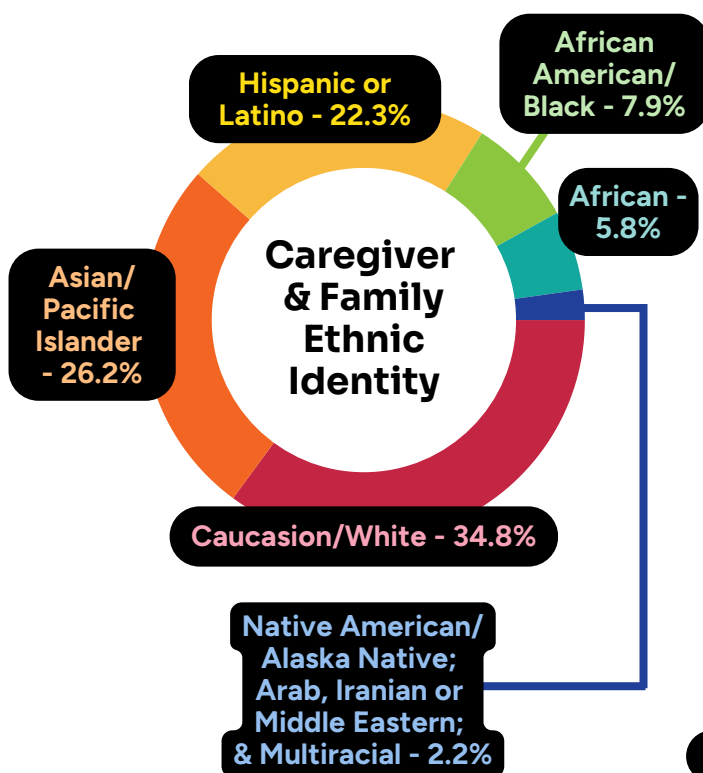 African
American/
Black - 7.9%
Hispanic or
Latino - 22.3%
African -
5.8%
Asian/
Pacific
Islander
- 26.2%
Caregiver
& Family
Ethnic
Identity
Caucasion/White - 34.8%
Native American/
Alaska Native;
Arab, Iranian or
Middle Eastern;
& Multiracial - 2.2%